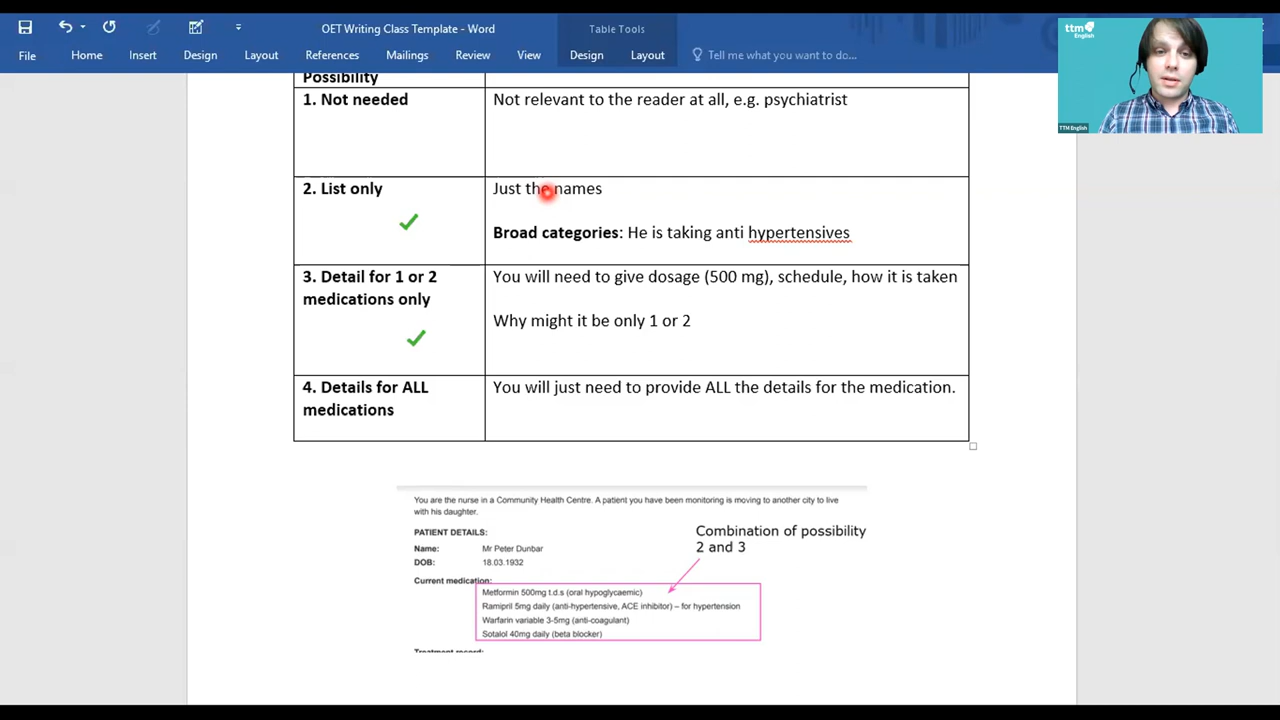 OET Writing Class Template - Word
Table Tools
File
Home
Insert
Design
Layout
References
Mailings
Review
View
Design
Layout
Tell me what you want to do...
ttm
English
TTM English
Possibility
1. Not needed
Not relevant to the reader at all, e.g. psychiatrist
2. List only
Just the names
Broad categories: He is taking anti hypertensives
3. Detail for 1 or 2
medications only
You will need to give dosage (500 mg), schedule, how it is taken
Why might it be only 1 or 2
4. Details for ALL
medications
You will just need to provide ALL the details for the medication.
You are the nurse in a Community Health Centre. A patient you have been monitoring is moving to another city to live
with his daughter.
PATIENT DETAILS:
Name: Mr Peter Dunbar
DOB: 18.03.1932
Current medication:
Metformin 500mg t.d.s (oral hypoglycaemic)
Ramipril 5mg daily (anti-hypertensive, ACE inhibitor) – for hypertension
Warfarin variable 3-5mg (anti-coagulant)
Sotalol 40mg daily (beta blocker)
Combination of possibility
2 and 3
Treatment record: